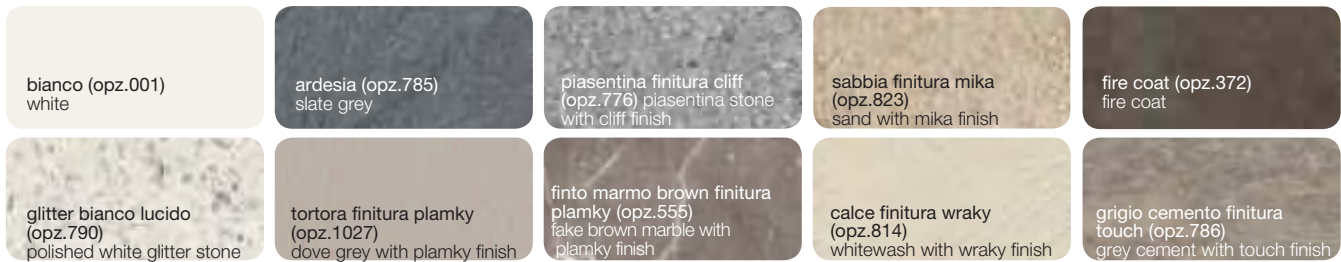 bianco (opz.001)
white
ardesia (opz.785)
slate grey
piasentina finitura cliff
(opz.776) piasentina stone
with cliff finish
sabbia finitura mika
(opz.823)
sand with mika finish
fire coat (opz.372)
fire coat
glitter bianco lucido
(opz.790)
polished white glitter stone
tortora finitura plamky
(opz.1027)
dove grey with plamky finish
finto marmo brown finitura
plamky (opz.555)
fake brown marble with
plamky finish
calce finitura wraky
(opz.814)
whitewash with wraky finish
grigio cemento finitura
touch (opz.786)
grey cement with touch finish